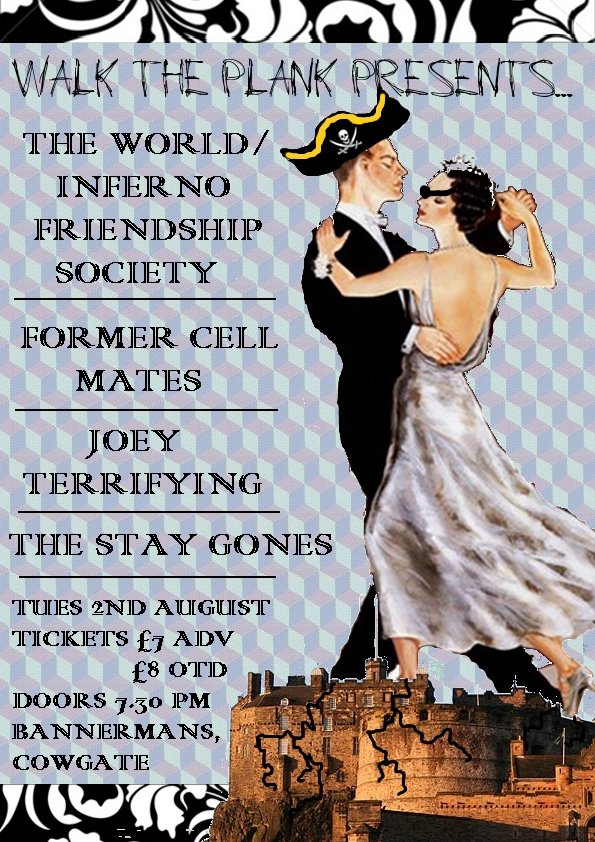 WALK THE PLANK PRESENTS...
THE WORLD/
INFERNO
FRIENDSHIP
SOCIETY
FORMER CELL
MATES
JOEY
TERRIFYING
THE STAY GONES
TUES 2ND AUGUST
TICKETS £7 ADV
£8 OTD
DOORS 7.30 PM
BANNERMANS,
COWGATE